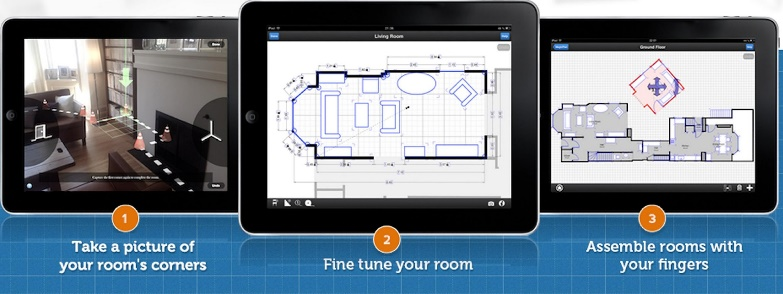 Living Room
Ground Floor
1
Take a picture of
your room's corners
2
Fine tune your room
3
Assemble rooms with
your fingers